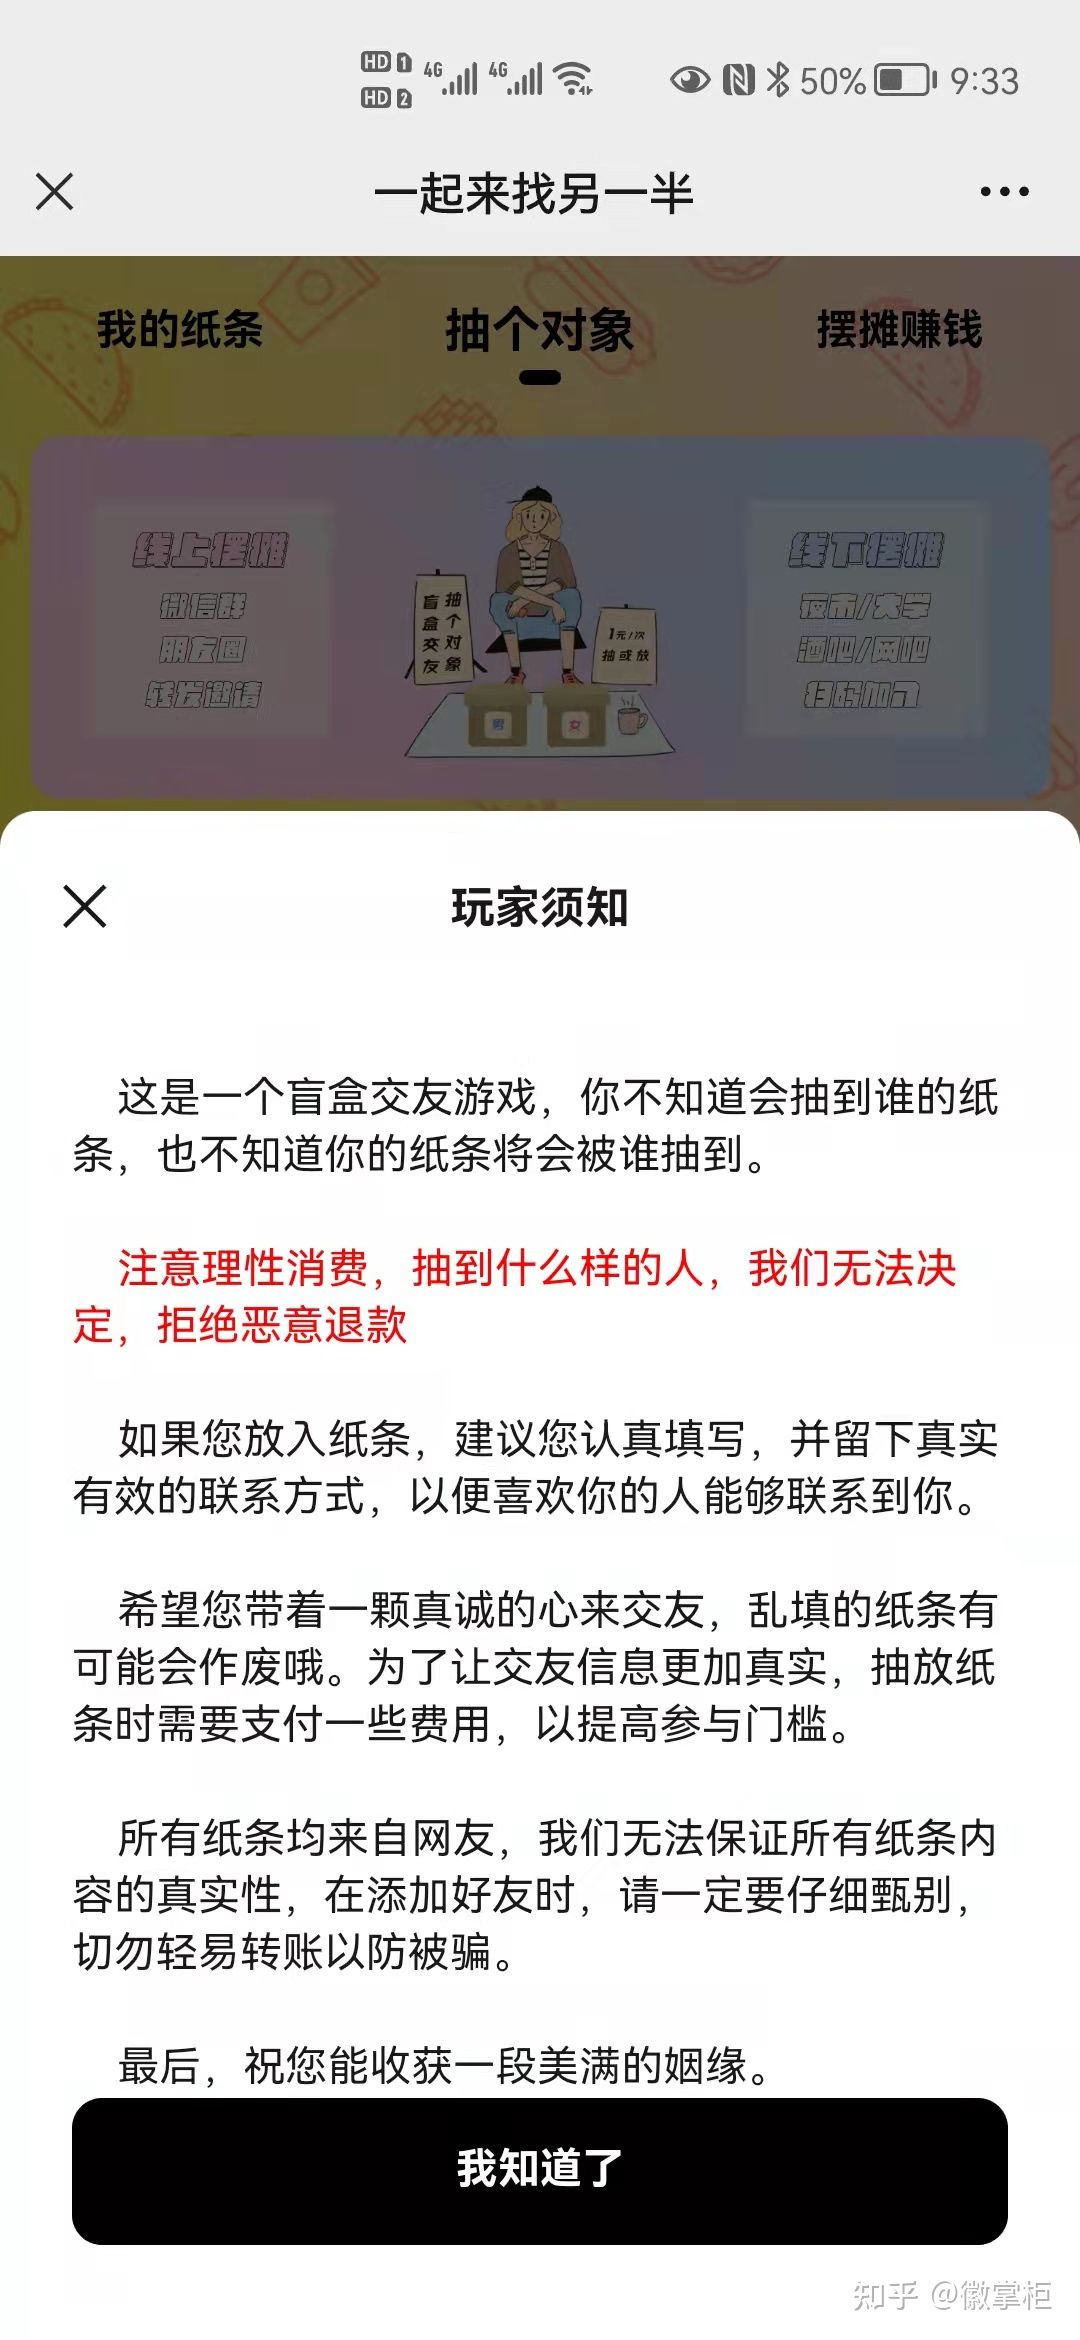 HD 1 4G 4G 50% 9:33
HD 2
一起来找另一半
我的纸条 抽个对象 摆摊赚钱
线上摆摊
微信群
朋友圈
转发邀请
抽个对象
盲盒交友
1元/次
抽或放
男
女
线下摆摊
夜市/大学
酒吧/网吧
扫码加入
玩家须知
这是一个盲盒交友游戏，你不知道会抽到谁的纸
条，也不知道你的纸条将会被谁抽到。
注意理性消费，抽到什么样的人，我们无法决
定，拒绝恶意退款
如果您放入纸条，建议您认真填写，并留下真实
有效的联系方式，以便喜欢你的人能够联系到你。
希望您带着一颗真诚的心来交友，乱填的纸条有
可能会作废哦。为了让交友信息更加真实，抽放纸
条时需要支付一些费用，以提高参与门槛。
所有纸条均来自网友，我们无法保证所有纸条内
容的真实性，在添加好友时，请一定要仔细甄别，
切勿轻易转账以防被骗。
最后，祝您能收获一段美满的姻缘。
我知道了
知乎 @徽掌柜